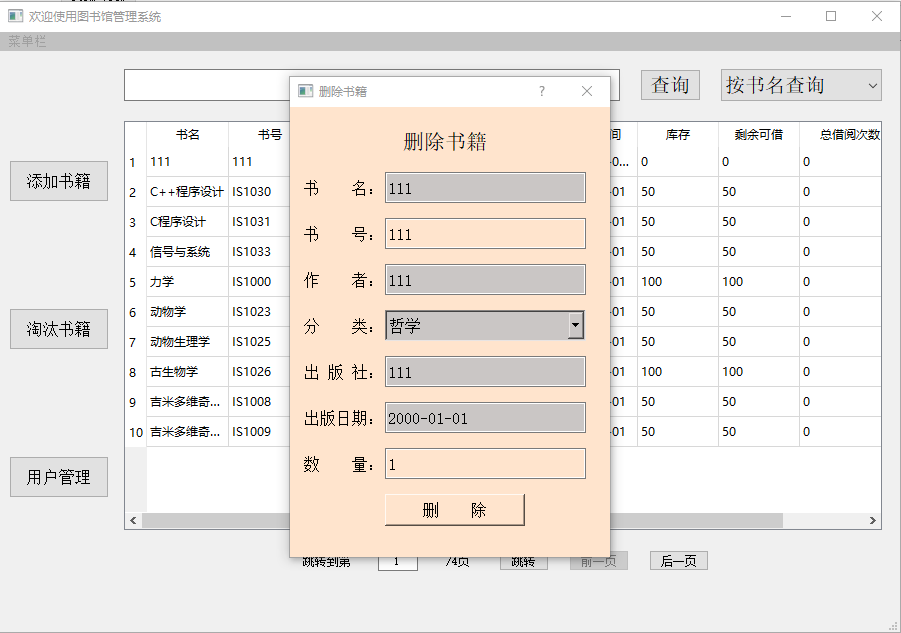 欢迎使用图书馆管理系统
菜单栏
查询 按书名查询
删除书籍 ?
删除书籍
书名 书号 间 库存 剩余可借 总借阅次数
1 111 111 -0... 0 0 0
2 C++程序设计 IS1030 -01 50 50 0
3 C程序设计 IS1031 -01 50 50 0
4 信号与系统 IS1033 -01 50 50 0
5 力学 IS1000 -01 100 100 0
6 动物学 IS1023 -01 50 50 0
7 动物生理学 IS1025 -01 50 50 0
8 古生物学 IS1026 -01 100 100 0
9 吉米多维奇... IS1008 -01 50 50 0
10 吉米多维奇... IS1009 -01 50 50 0
添加书籍
淘汰书籍
用户管理
书 名: 111
书 号: 111
作 者: 111
分 类: 哲学
出 版 社: 111
出版日期: 2000-01-01
数 量: 1
删 除
跳转到第 1 /4页 跳转 前一页 后一页